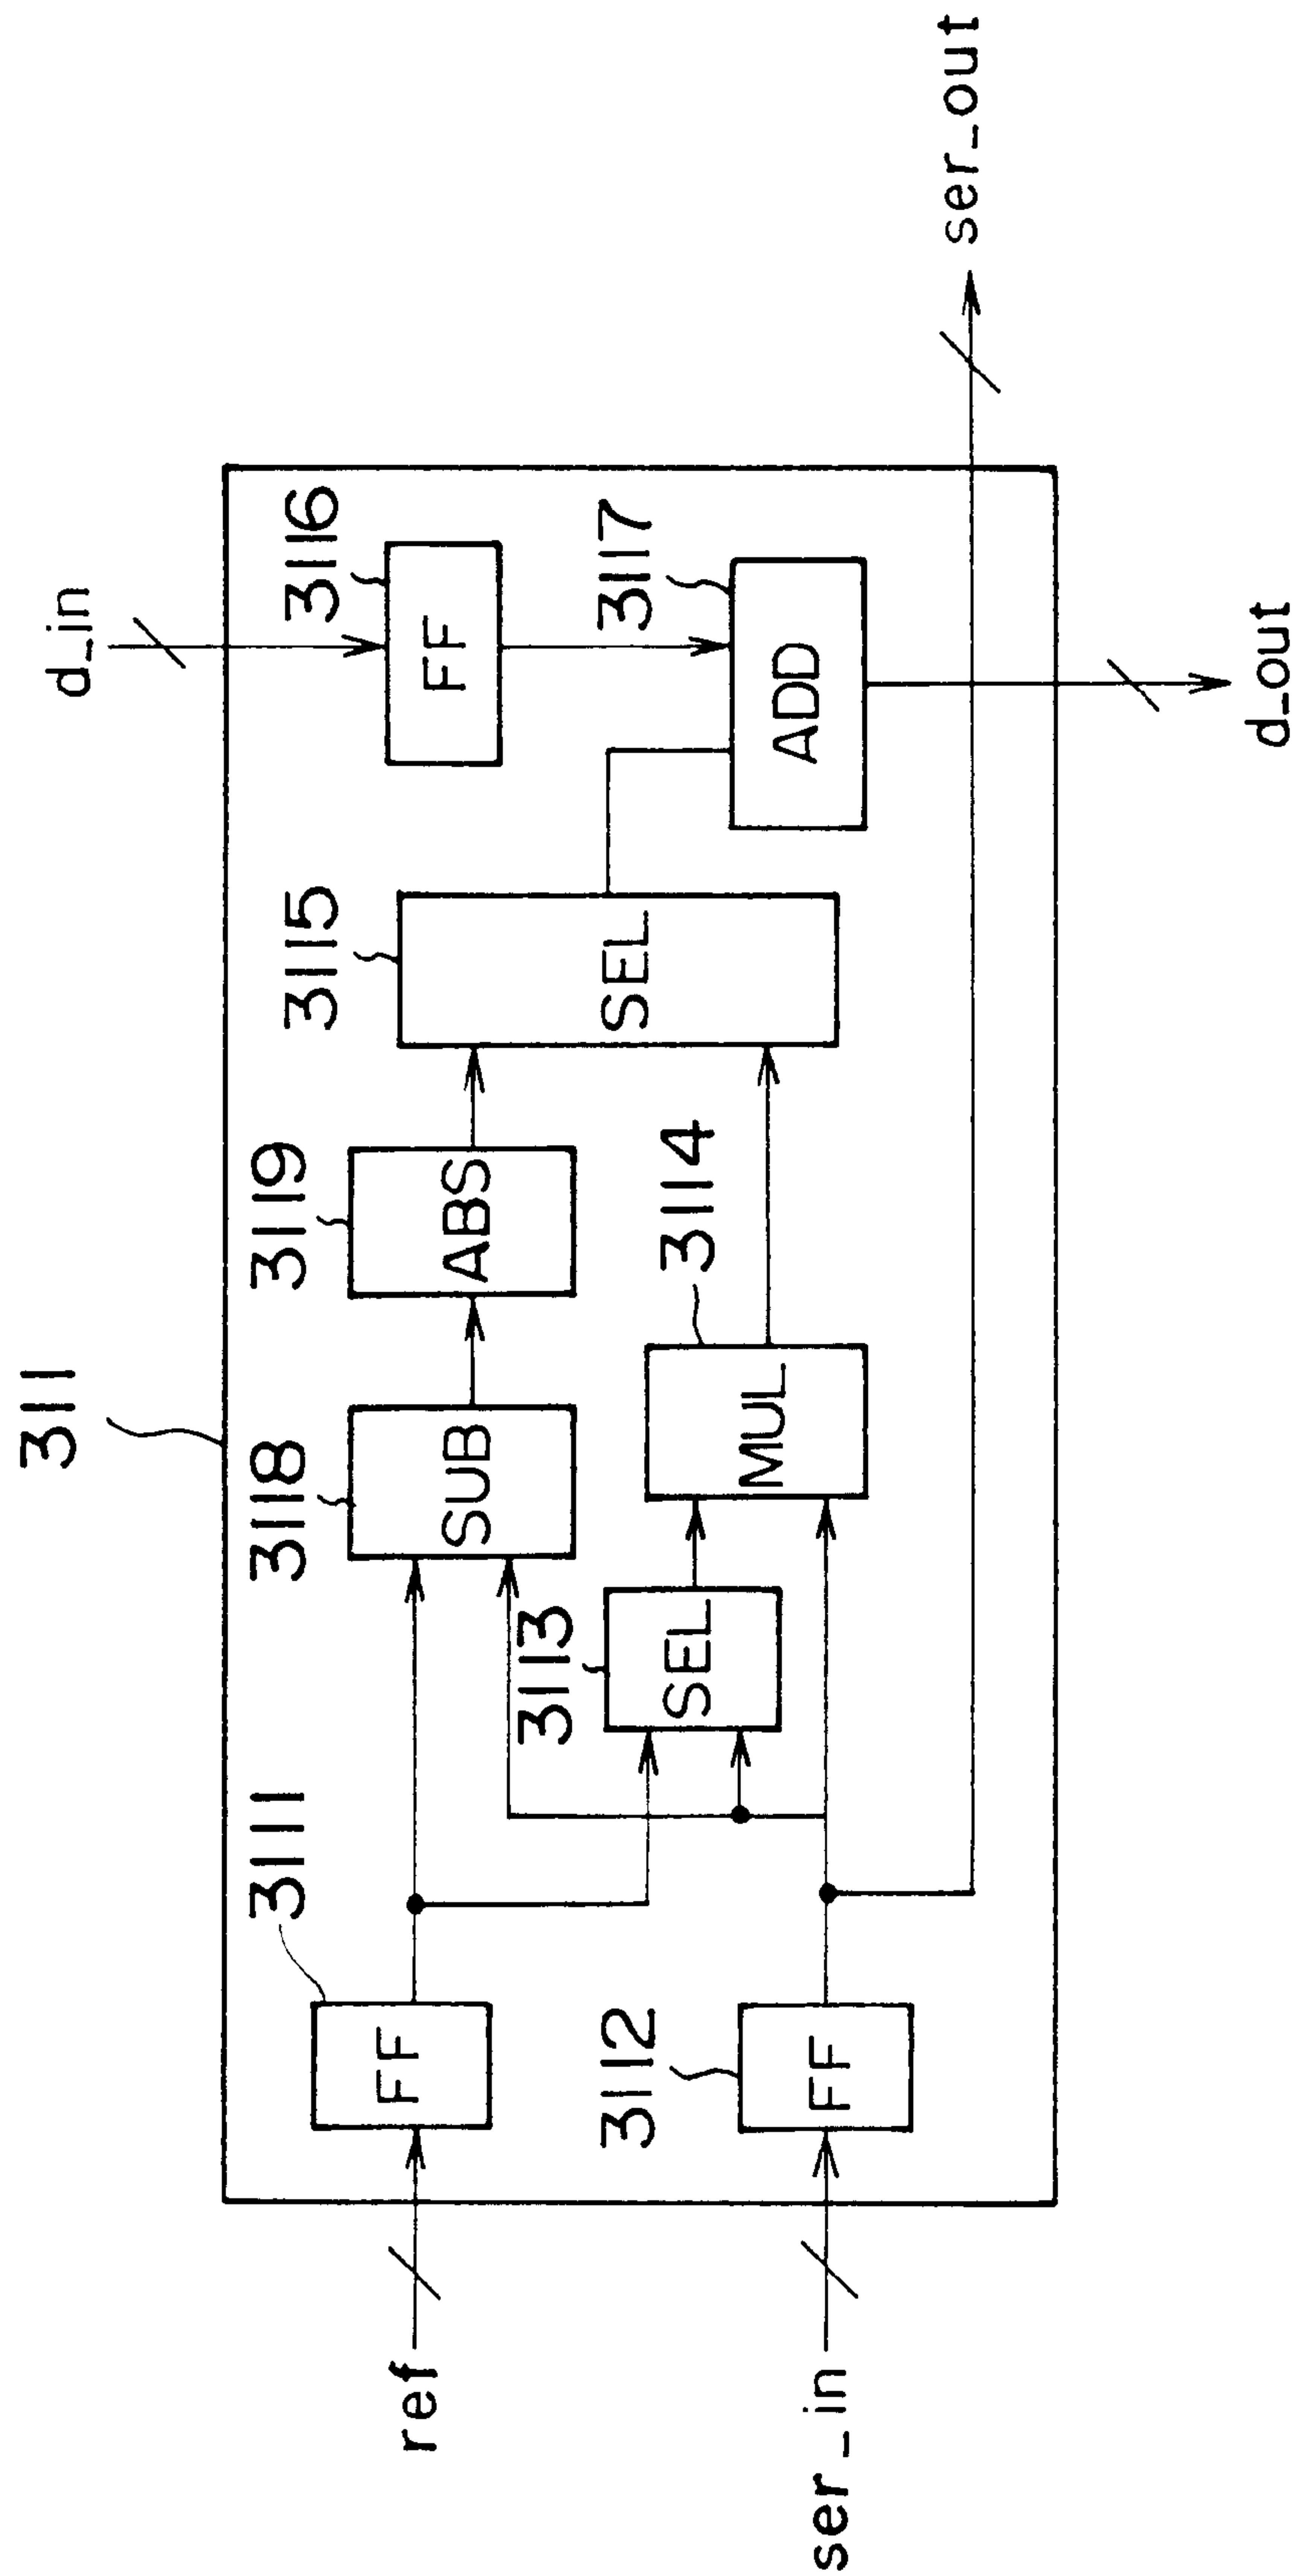 311
d_in
3116
FF
3117
ADD
3115
SEL
3119
ABS
3114
MUL
3118
SUB
3113
SEL
3111
FF
3112
FF
ref
ser_in
ser_out
d_out